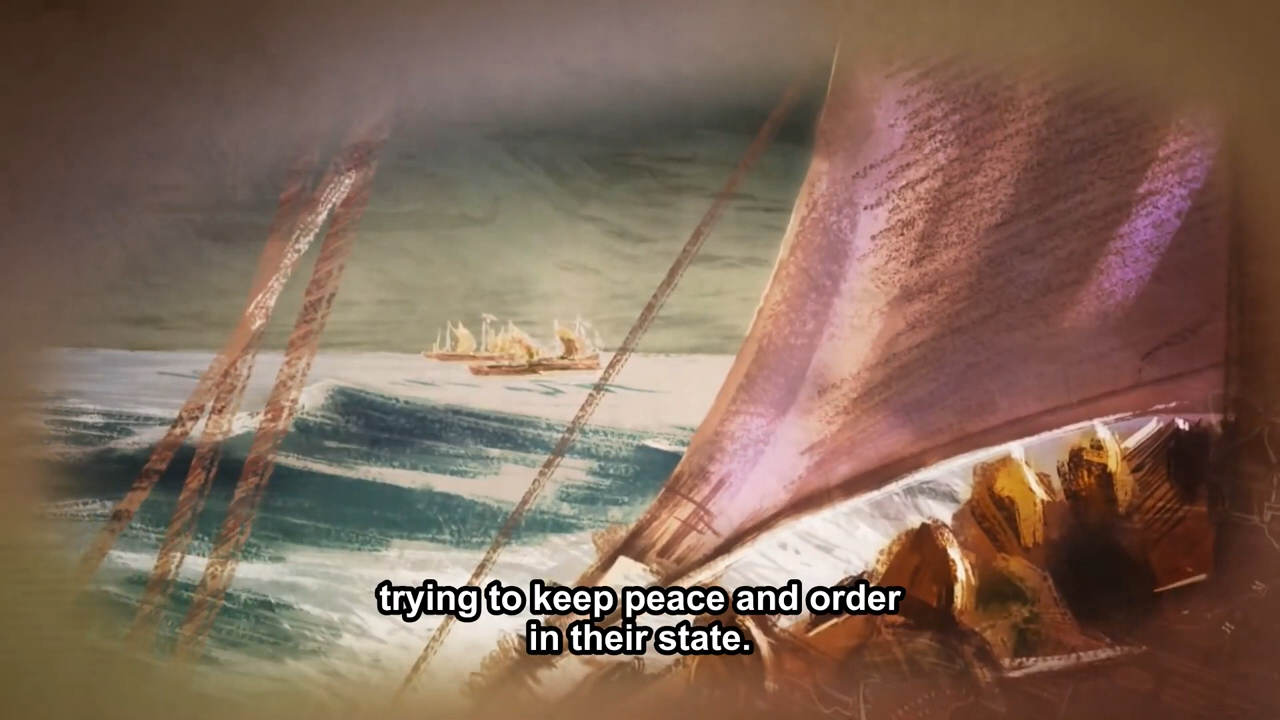 trying to keep peace and order
in their state.